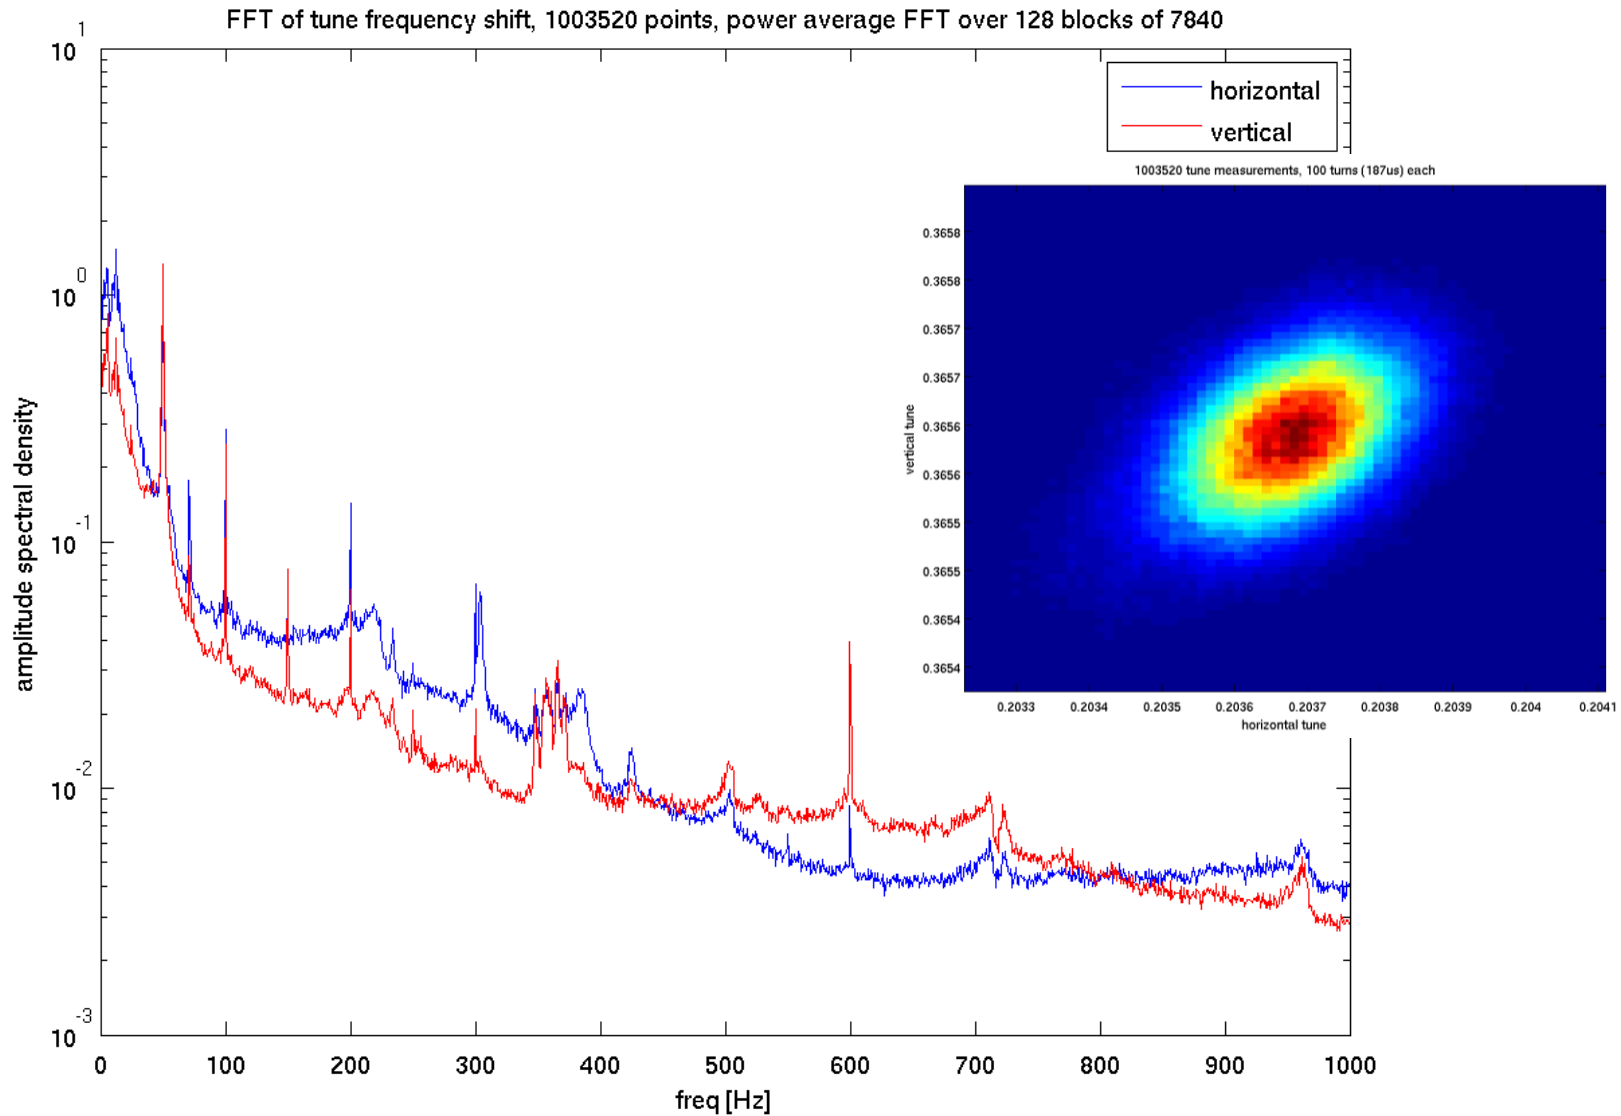 FFT of tune frequency shift, 1003520 points, power average FFT over 128 blocks of 7840
10^1
10^0
10^-1
10^-2
10^-3
amplitude spectral density
0 100 200 300 400 500 600 700 800 900 1000
freq [Hz]
horizontal
vertical
1003520 tune measurements, 100 turns (187us) each
0.3658
0.3658
0.3657
0.3657
0.3656
0.3656
0.3655
0.3655
0.3654
0.3654
vertical tune
0.2033 0.2034 0.2035 0.2036 0.2037 0.2038 0.2039 0.204 0.2041
horizontal tune